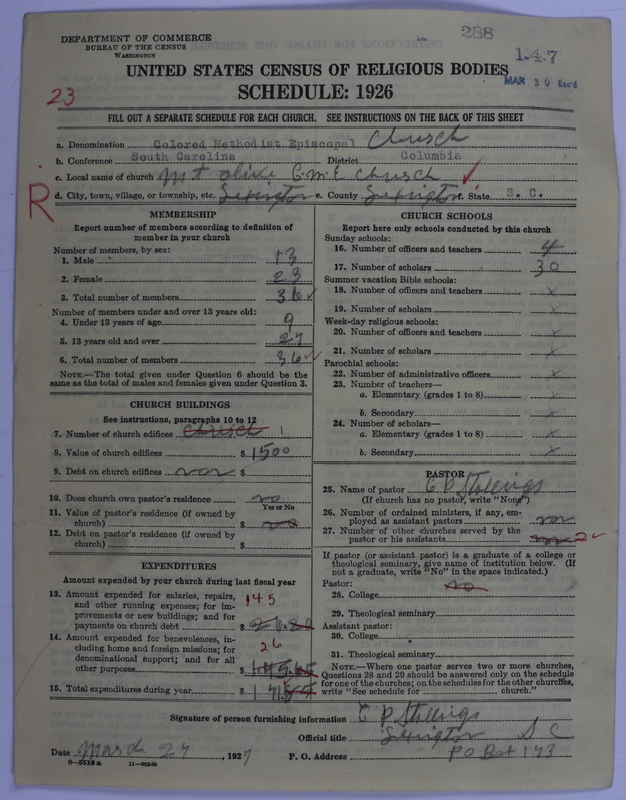 DEPARTMENT OF COMMERCE
BUREAU OF THE CENSUS
WASHINGTON
288
1-47
MAR 30 Rec'd
UNITED STATES CENSUS OF RELIGIOUS BODIES
SCHEDULE: 1926
23
FILL OUT A SEPARATE SCHEDULE FOR EACH CHURCH. SEE INSTRUCTIONS ON THE BACK OF THIS SHEET
a. Denomination Colored Methodist Episcopal Church
b. Conference South Carolina District Columbia
c. Local name of church Mt olive C. M. E Church ✓
R
d. City, town, village, or township, etc. Lexington e. County Lexington f. State S. C.
MEMBERSHIP
Report number of members according to definition of
member in your church
Number of members, by sex:
1. Male 13
2. Female 23
3. Total number of members 36 ✓
Number of members under and over 13 years old:
4. Under 13 years of age 9
5. 13 years old and over 27
6. Total number of members 36 ✓✓
NOTE.—The total given under Question 6 should be
the same as the total of males and females given under Question 3.
CHURCH BUILDINGS
See instructions, paragraphs 10 to 12
7. Number of church edifices Church 1
8. Value of church edifices $ 1500
9. Debt on church edifices $
10. Does church own pastor's residence no
Yes or No
11. Value of pastor's residence (if owned by
church) $
12. Debt on pastor's residence (if owned by
church) $
EXPENDITURES
Amount expended by your church during last fiscal year
13. Amount expended for salaries, repairs,
and other running expenses; for im-
provements or new buildings; and for
payments on church debt $ 145
14. Amount expended for benevolences, in-
cluding home and foreign missions; for
denominational support; and for all
other purposes $ 26
15. Total expenditures during year $ 171
CHURCH SCHOOLS
Report here only schools conducted by this church
Sunday schools:
16. Number of officers and teachers 4
17. Number of scholars 30
Summer vacation Bible schools:
18. Number of officers and teachers x
19. Number of scholars x
Week-day religious schools:
20. Number of officers and teachers x
21. Number of scholars x
Parochial schools:
22. Number of administrative officers x
23. Number of teachers—
a. Elementary (grades 1 to 8) x
b. Secondary x
24. Number of scholars—
a. Elementary (grades 1 to 8) x
b. Secondary x
PASTOR
25. Name of pastor C P Stallings
(If church has no pastor, write "None")
26. Number of ordained ministers, if any, em-
ployed as assistant pastors
27. Number of other churches served by the
pastor or his assistants 2 ✓
If pastor (or assistant pastor) is a graduate of a college or
theological seminary, give name of institution below. (If
not a graduate, write "No" in the space indicated.)
Pastor:
28. College no
29. Theological seminary
Assistant pastor:
30. College
31. Theological seminary
NOTE.—Where one pastor serves two or more churches,
Questions 28 and 29 should be answered only on the schedule
for one of the churches; on the schedules for the other churches,
write "See schedule for church."
Signature of person furnishing information C P Stallings
Official title Lexington S C
Date March 24, 1927 P. O. Address P O Box 173
8-5518 a